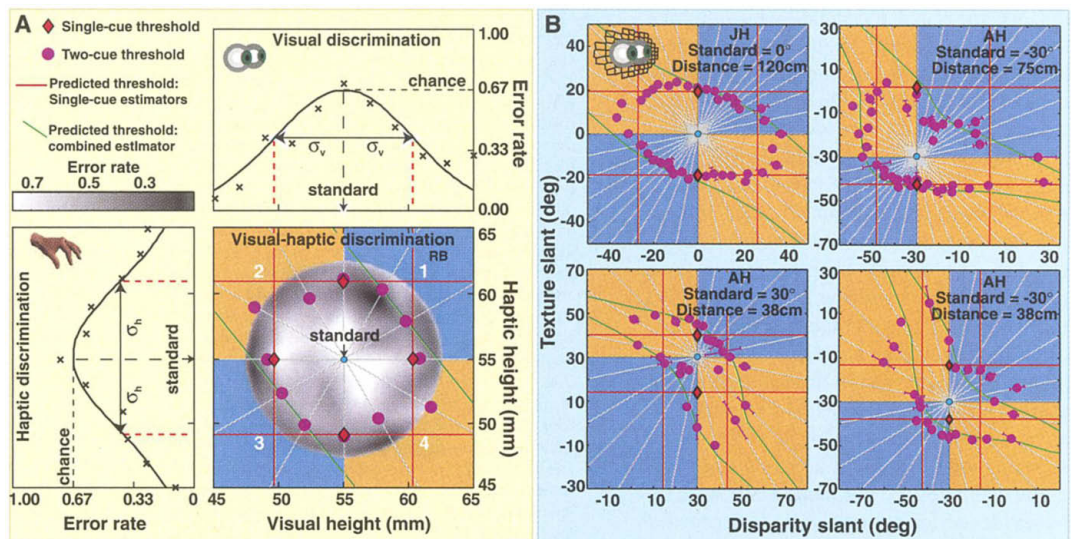 A
Single-cue threshold
Two-cue threshold
Predicted threshold:
Single-cue estimators
Predicted threshold:
combined estimator
Error rate
0.7 0.5 0.3
Visual discrimination
chance
σv σv
standard
1.00
0.67
0.33
0.00
Error rate
Haptic discrimination
σh
σh
standard
chance
1.00 0.67 0.33 0
Error rate
Visual-haptic discrimination
RB
2 1
standard
3 4
65
60
55
50
45
Haptic height (mm)
45 50 55 60 65
Visual height (mm)
B
Texture slant (deg)
JH
Standard = 0°
Distance = 120cm
40
20
0
-20
-40
-40 -20 0 20 40
AH
Standard = -30°
Distance = 75cm
10
-10
-30
-50
-70
-50 -30 -10 10 30
AH
Standard = 30°
Distance = 38cm
70
50
30
10
-10
-30
-10 10 30 50 70
AH
Standard = -30°
Distance = 38cm
30
10
-10
-30
-50
-70
-70 -50 -30 -10 10
Disparity slant (deg)